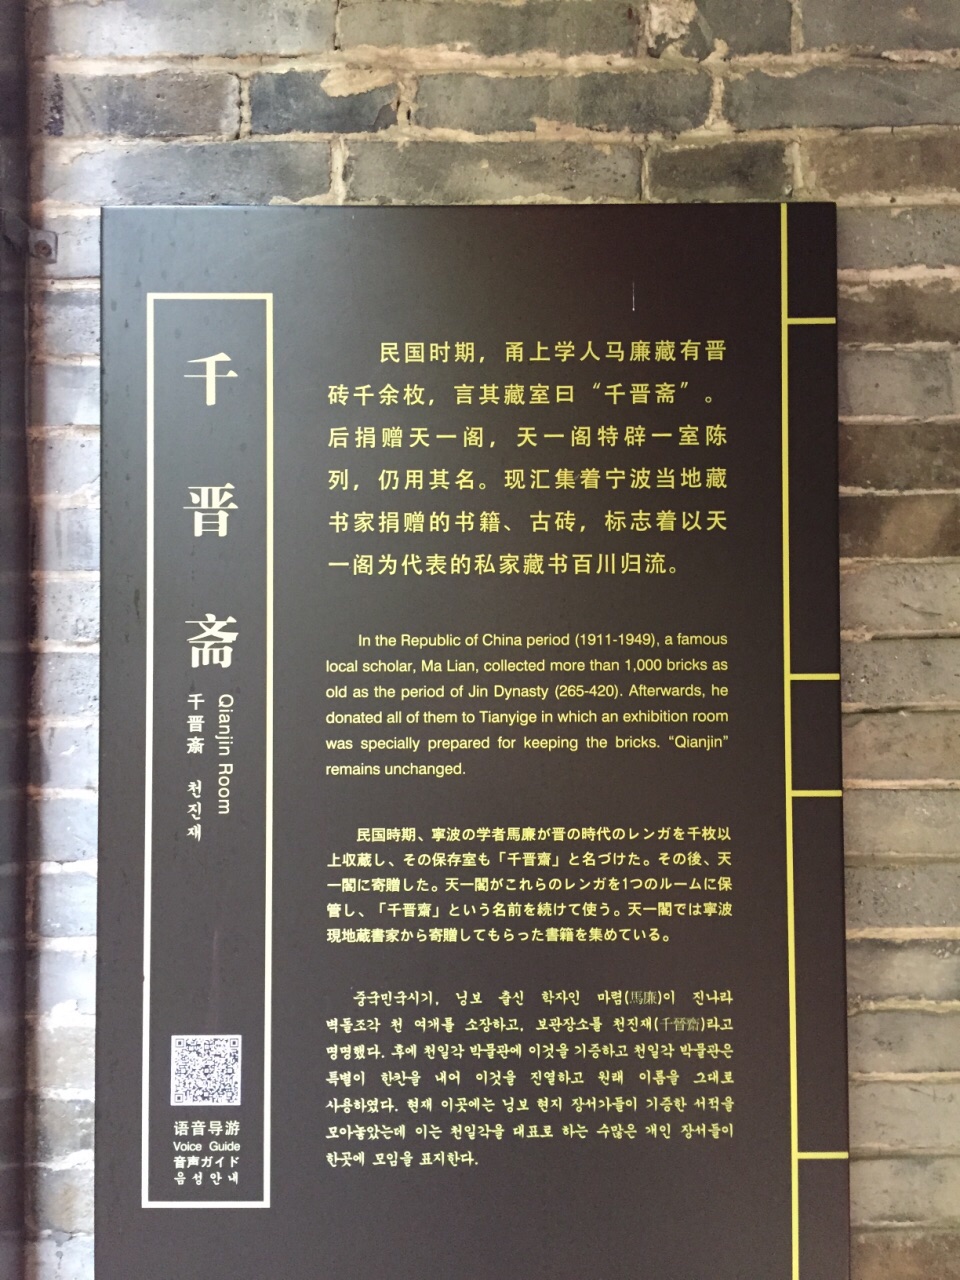 千晋斋
Qianjin Room
千晋齋 천진재
民国时期，甬上学人马廉藏有晋
砖千余枚，言其藏室曰“千晋斋”。
后捐赠天一阁，天一阁特辟一室陈
列，仍用其名。现汇集着宁波当地藏
书家捐赠的书籍、古砖，标志着以天
一阁为代表的私家藏书百川归流。
In the Republic of China period (1911-1949), a famous
local scholar, Ma Lian, collected more than 1,000 bricks as
old as the period of Jin Dynasty (265-420). Afterwards, he
donated all of them to Tianyige in which an exhibition room
was specially prepared for keeping the bricks. “Qianjin”
remains unchanged.
民国時期、寧波の学者馬廉が晋の時代のレンガを千枚以
上収蔵し、その保存室も「千晋齋」と名づけた。その後、天
一閣に寄贈した。天一閣がこれらのレンガを1つのルームに保
管し、「千晋齋」という名前を続けて使う。天一閣では寧波
現地蔵書家から寄贈してもらった書籍を集めている。
중국민국시기, 닝보 출신 학자인 마렴(馬廉)이 진나라
벽돌조각 천 여개를 소장하고, 보관장소를 천진재(千晉齋)라고
명명했다. 후에 천일각 박물관에 이것을 기증하고 천일각 박물관은
특별이 한칸을 내어 이것을 진열하고 원래 이름을 그대로
사용하였다. 현재 이곳에는 닝보 현지 장서가들이 기증한 서적을
모아놓았는데 이는 천일각을 대표로 하는 수많은 개인 장서들이
한곳에 모임을 표지한다.
语音导游
Voice Guide
音声ガイド
음성안내